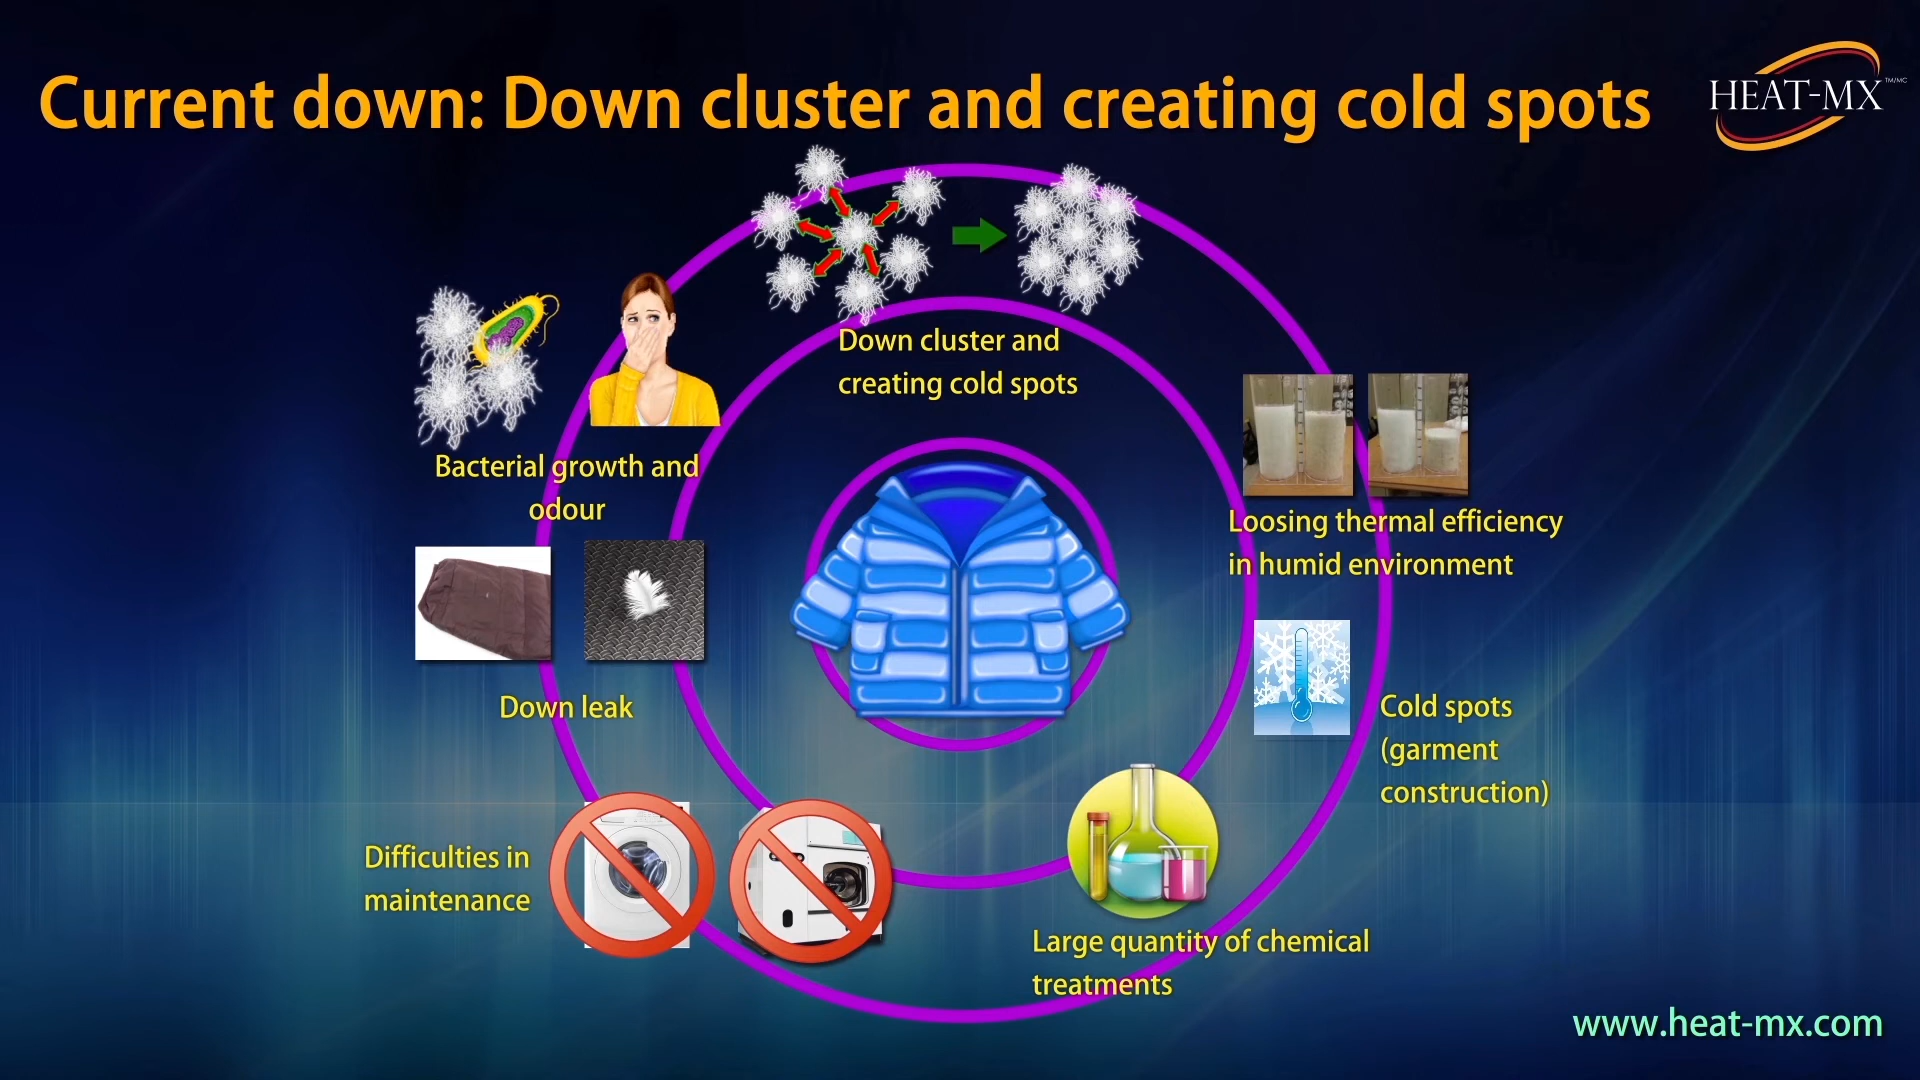 Current down: Down cluster and creating cold spots
HEAT-MX TM/MC
Down cluster and
creating cold spots
Bacterial growth and
odour
Loosing thermal efficiency
in humid environment
Down leak
Cold spots
(garment
construction)
Difficulties in
maintenance
Large quantity of chemical
treatments
www.heat-mx.com